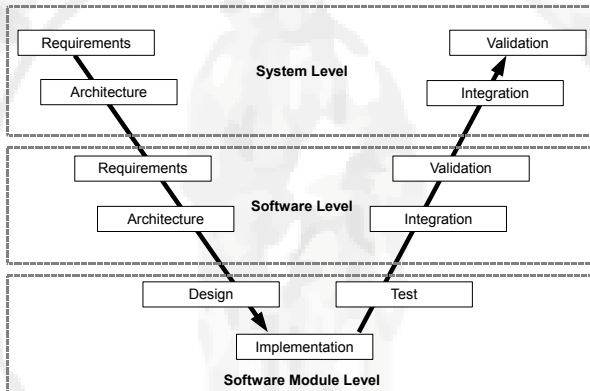 Requirements
Validation
System Level
Architecture
Integration
Requirements
Validation
Software Level
Architecture
Integration
Design
Test
Implementation
Software Module Level